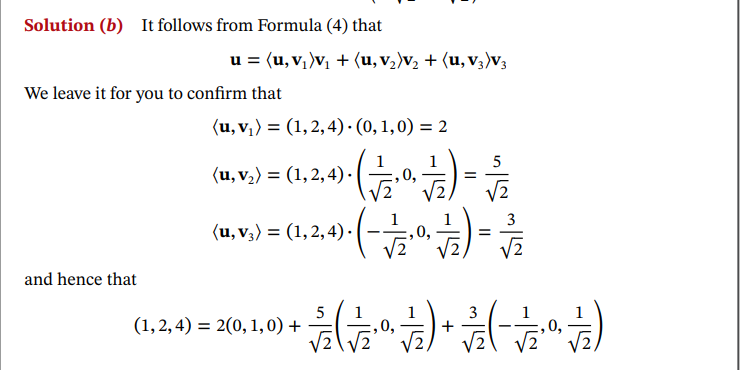 Solution (b) It follows from Formula (4) that
u = ⟨u, v₁⟩v₁ + ⟨u, v₂⟩v₂ + ⟨u, v₃⟩v₃
We leave it for you to confirm that
⟨u, v₁⟩ = (1, 2, 4) · (0, 1, 0) = 2
⟨u, v₂⟩ = (1, 2, 4) · (1/√2, 0, 1/√2) = 5/√2
⟨u, v₃⟩ = (1, 2, 4) · (−1/√2, 0, 1/√2) = 3/√2
and hence that
(1, 2, 4) = 2(0, 1, 0) + 5/√2 (1/√2, 0, 1/√2) + 3/√2 (−1/√2, 0, 1/√2)